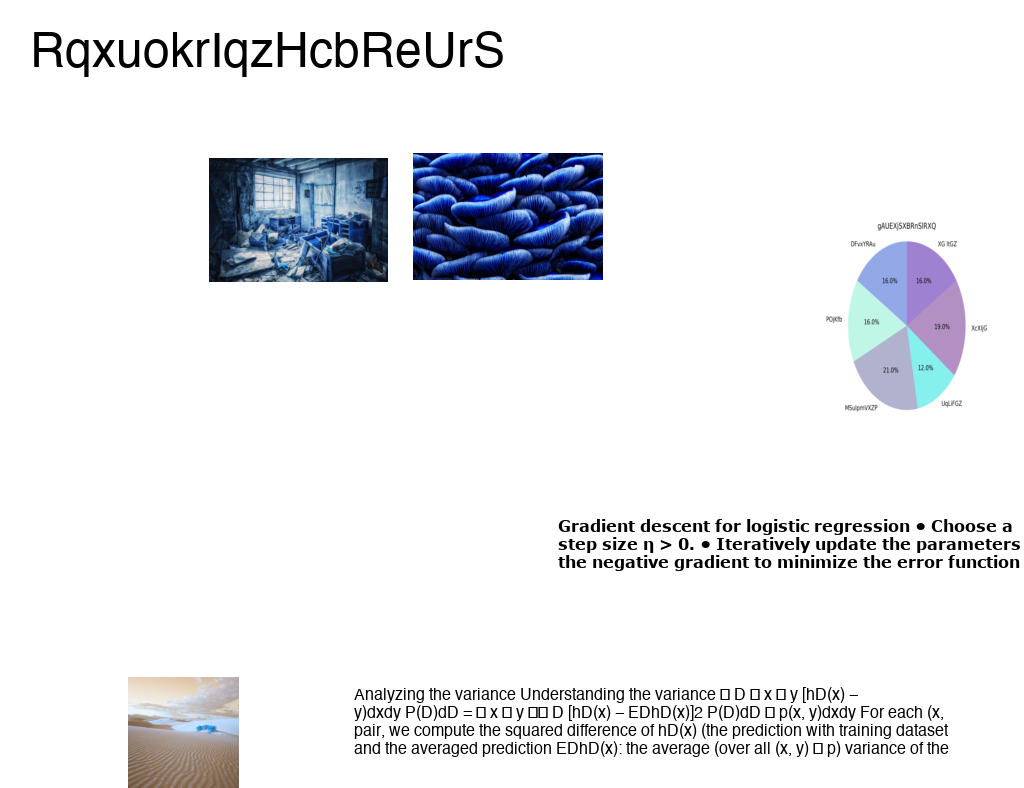 RqxuokrIqzHcbReUrS
gAUEXjSXBRnSlRXQ
DFvxYRAu
XG ltGZ
16.0%
16.0%
POjKfb
16.0%
19.0%
XcXljG
21.0%
12.0%
MSulpmVXZP
UqLiFGZ
Gradient descent for logistic regression • Choose a
step size η > 0. • Iteratively update the parameters
the negative gradient to minimize the error function
Analyzing the variance Understanding the variance □ D □ x □ y [hD(x) –
y)dxdy P(D)dD = □ x □ y □□ D [hD(x) – EDhD(x)]2 P(D)dD □ p(x, y)dxdy For each (x,
pair, we compute the squared difference of hD(x) (the prediction with training dataset
and the averaged prediction EDhD(x): the average (over all (x, y) □ p) variance of the